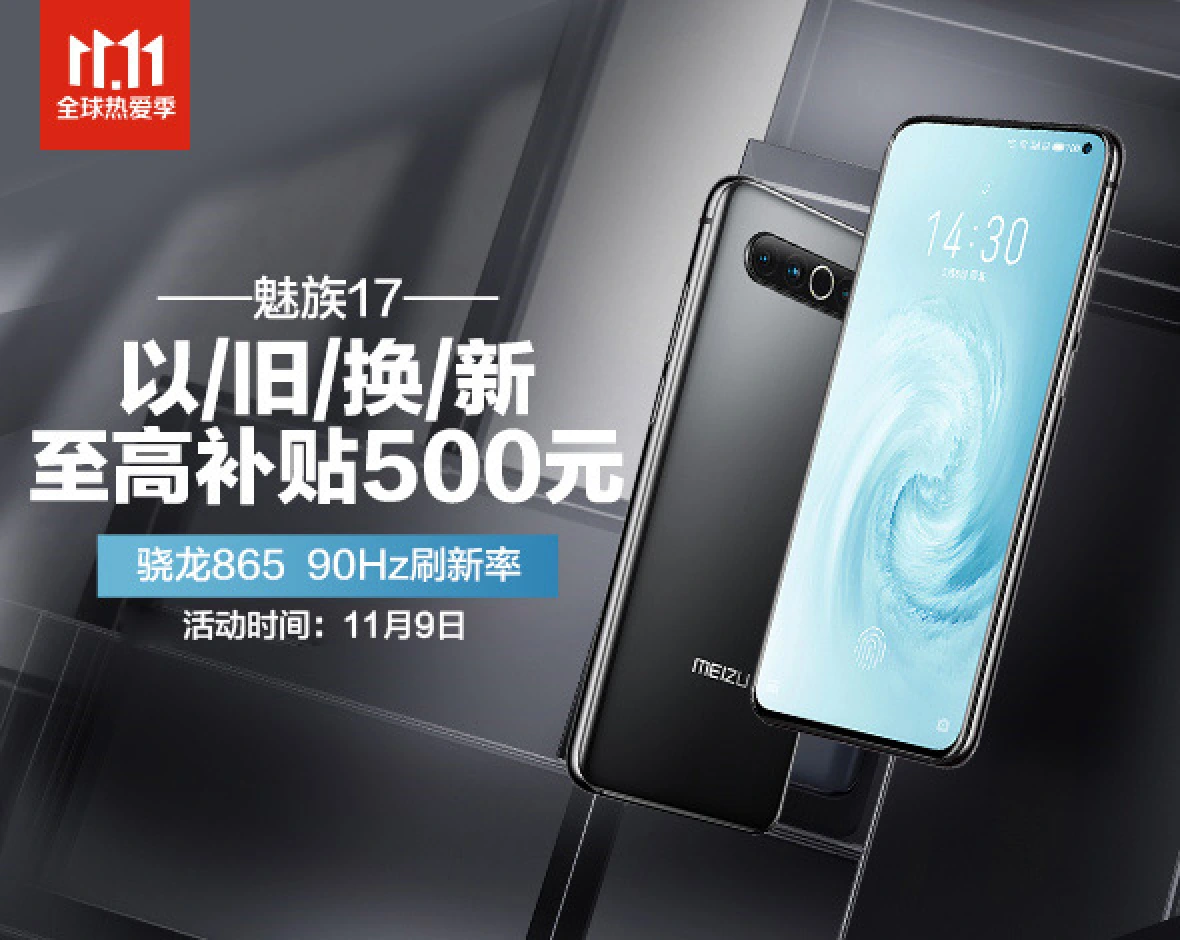 11.11
全球热爱季
魅族17
以/旧/换/新
至高补贴500元
骁龙865 90Hz刷新率
活动时间：11月9日
14:30
MEIZU